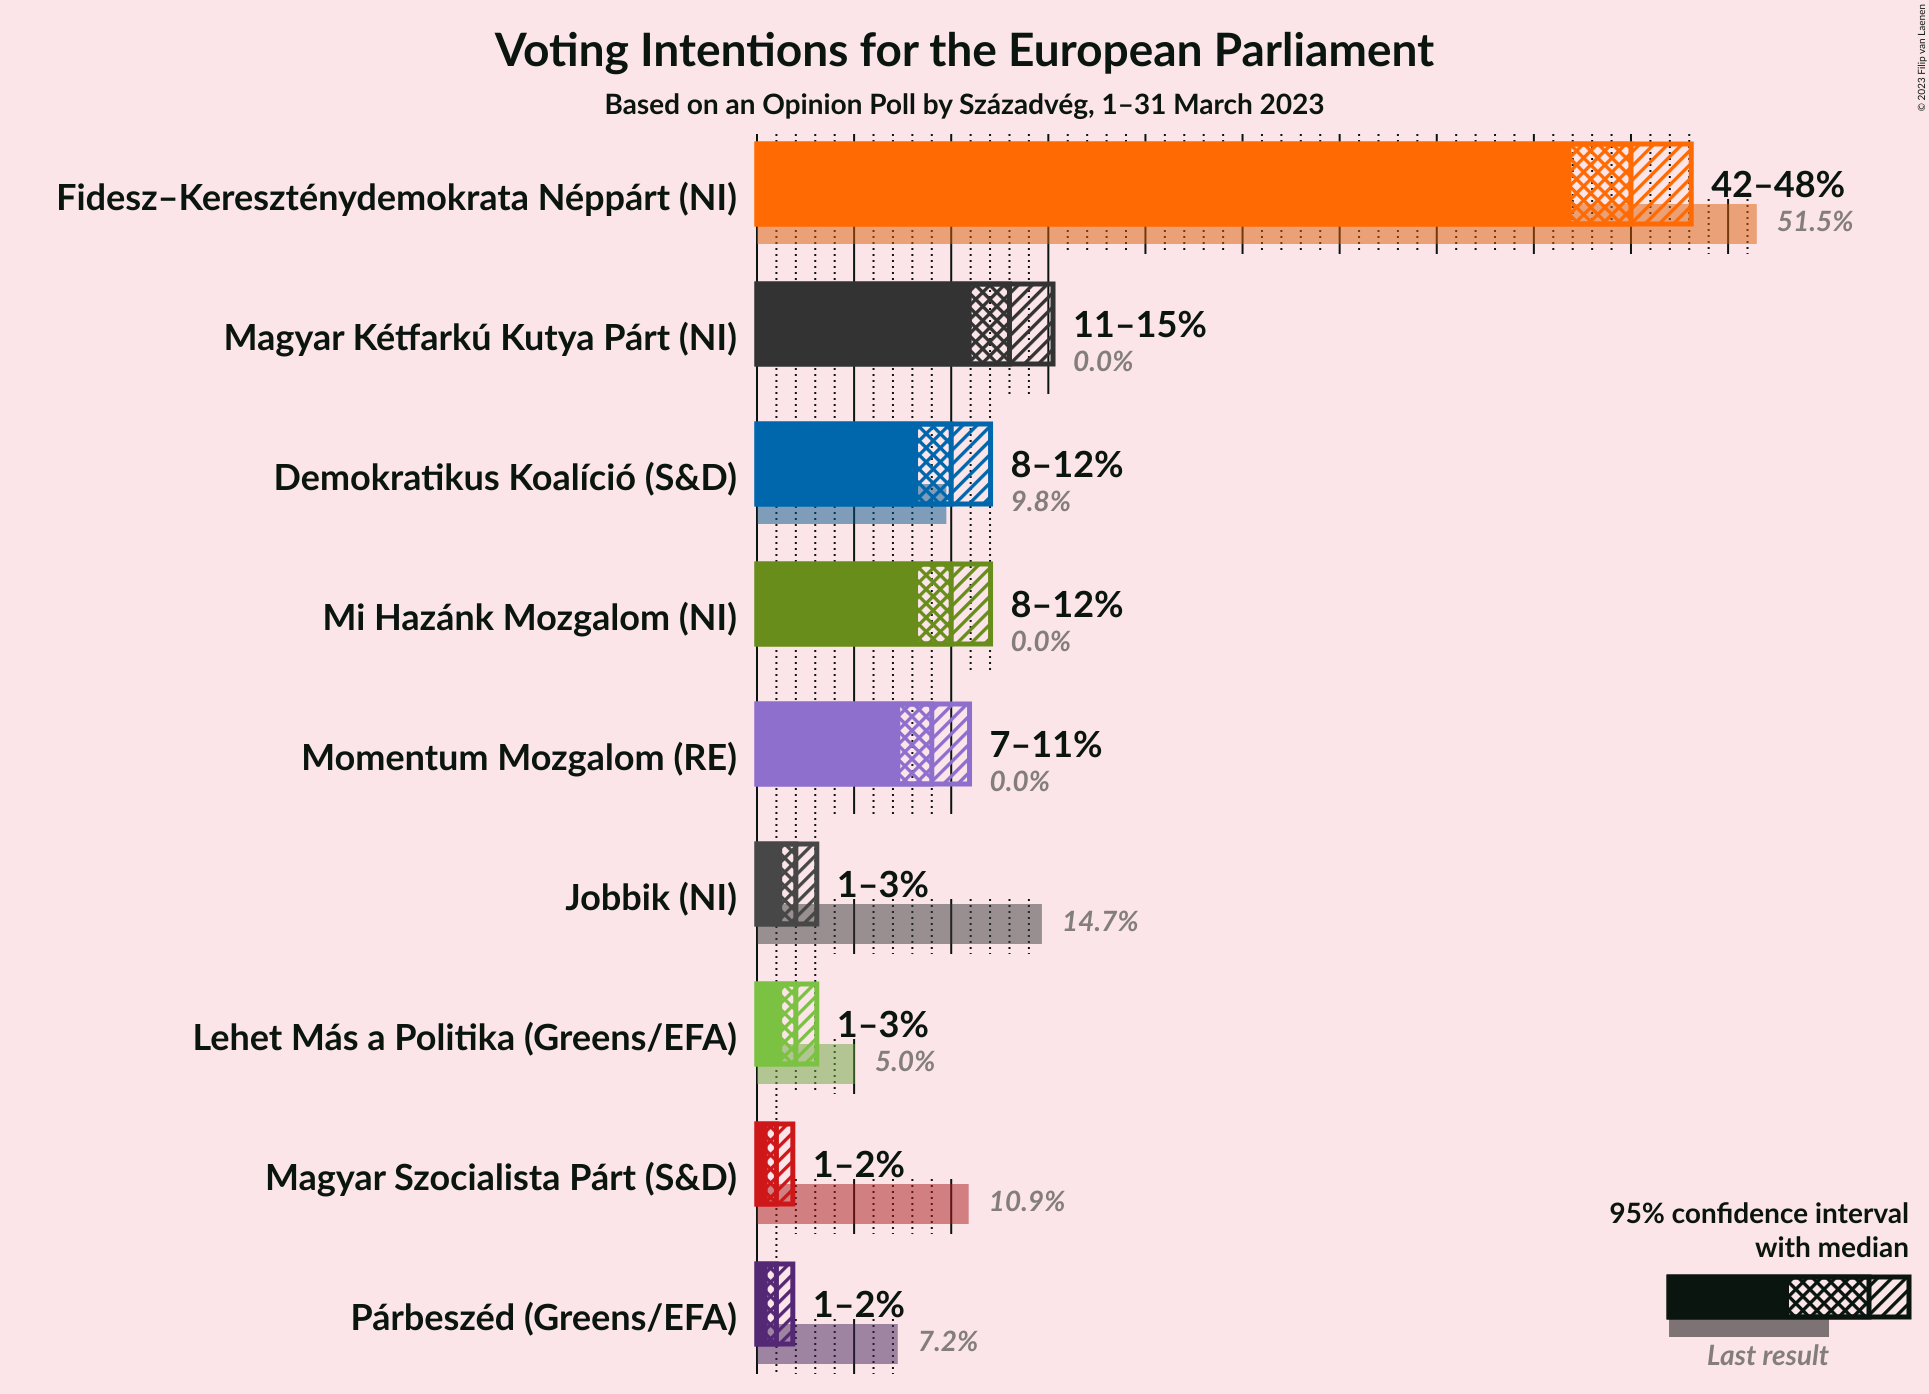 © 2023 Filip van Laenen
Voting Intentions for the European Parliament
Based on an Opinion Poll by Századvég, 1–31 March 2023
Fidesz–Kereszténydemokrata Néppárt (NI)
42–48%
51.5%
Magyar Kétfarkú Kutya Párt (NI)
11–15%
0.0%
Demokratikus Koalíció (S&D)
8–12%
9.8%
Mi Hazánk Mozgalom (NI)
8–12%
0.0%
Momentum Mozgalom (RE)
7–11%
0.0%
Jobbik (NI)
1–3%
14.7%
Lehet Más a Politika (Greens/EFA)
1–3%
5.0%
Magyar Szocialista Párt (S&D)
1–2%
10.9%
Párbeszéd (Greens/EFA)
1–2%
7.2%
95% confidence interval
with median
Last result